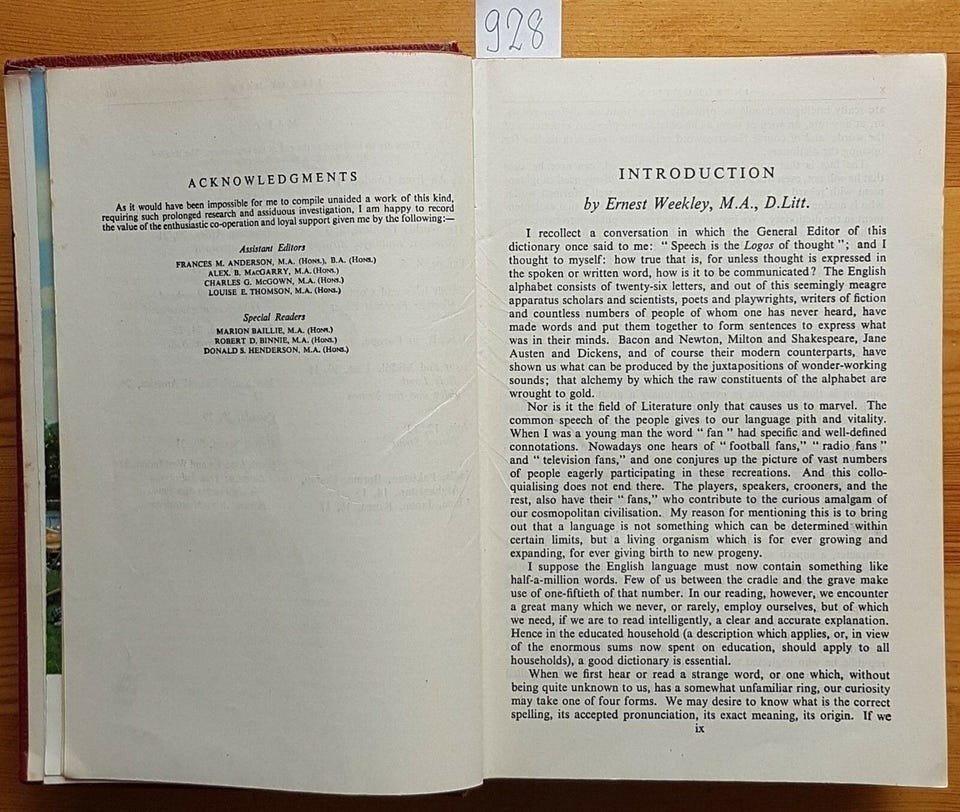 928
ACKNOWLEDGMENTS
As it would have been impossible for me to compile unaided a work of this kind,
requiring such prolonged research and assiduous investigation, I am happy to record
the value of the enthusiastic co-operation and loyal support given me by the following:—
Assistant Editors
FRANCES M. ANDERSON, M.A. (Hons.), B.A. (Hons.)
ALEX. B. MacGARRY, M.A. (Hons.)
CHARLES G. McGOWN, M.A. (Hons.)
LOUISE E. THOMSON, M.A. (Hons.)
Special Readers
MARION BAILLIE, M.A. (Hons.)
ROBERT D. BINNIE, M.A. (Hons.)
DONALD S. HENDERSON, M.A. (Hons.)
INTRODUCTION
by Ernest Weekley, M.A., D.Litt.
I recollect a conversation in which the General Editor of this
dictionary once said to me: “ Speech is the Logos of thought ”; and I
thought to myself: how true that is, for unless thought is expressed in
the spoken or written word, how is it to be communicated? The English
alphabet consists of twenty-six letters, and out of this seemingly meagre
apparatus scholars and scientists, poets and playwrights, writers of fiction
and countless numbers of people of whom one has never heard, have
made words and put them together to form sentences to express what
was in their minds. Bacon and Newton, Milton and Shakespeare, Jane
Austen and Dickens, and of course their modern counterparts, have
shown us what can be produced by the juxtapositions of wonder-working
sounds; that alchemy by which the raw constituents of the alphabet are
wrought to gold.
Nor is it the field of Literature only that causes us to marvel. The
common speech of the people gives to our language pith and vitality.
When I was a young man the word “ fan ” had specific and well-defined
connotations. Nowadays one hears of “ football fans,” “ radio fans ”
and “ television fans,” and one conjures up the picture of vast numbers
of people eagerly participating in these recreations. And this collo-
quialising does not end there. The players, speakers, crooners, and the
rest, also have their “ fans,” who contribute to the curious amalgam of
our cosmopolitan civilisation. My reason for mentioning this is to bring
out that a language is not something which can be determined within
certain limits, but a living organism which is for ever growing and
expanding, for ever giving birth to new progeny.
I suppose the English language must now contain something like
half-a-million words. Few of us between the cradle and the grave make
use of one-fiftieth of that number. In our reading, however, we encounter
a great many which we never, or rarely, employ ourselves, but of which
we need, if we are to read intelligently, a clear and accurate explanation.
Hence in the educated household (a description which applies, or, in view
of the enormous sums now spent on education, should apply to all
households), a good dictionary is essential.
When we first hear or read a strange word, or one which, without
being quite unknown to us, has a somewhat unfamiliar ring, our curiosity
may take one of four forms. We may desire to know what is the correct
spelling, its accepted pronunciation, its exact meaning, its origin. If we
ix